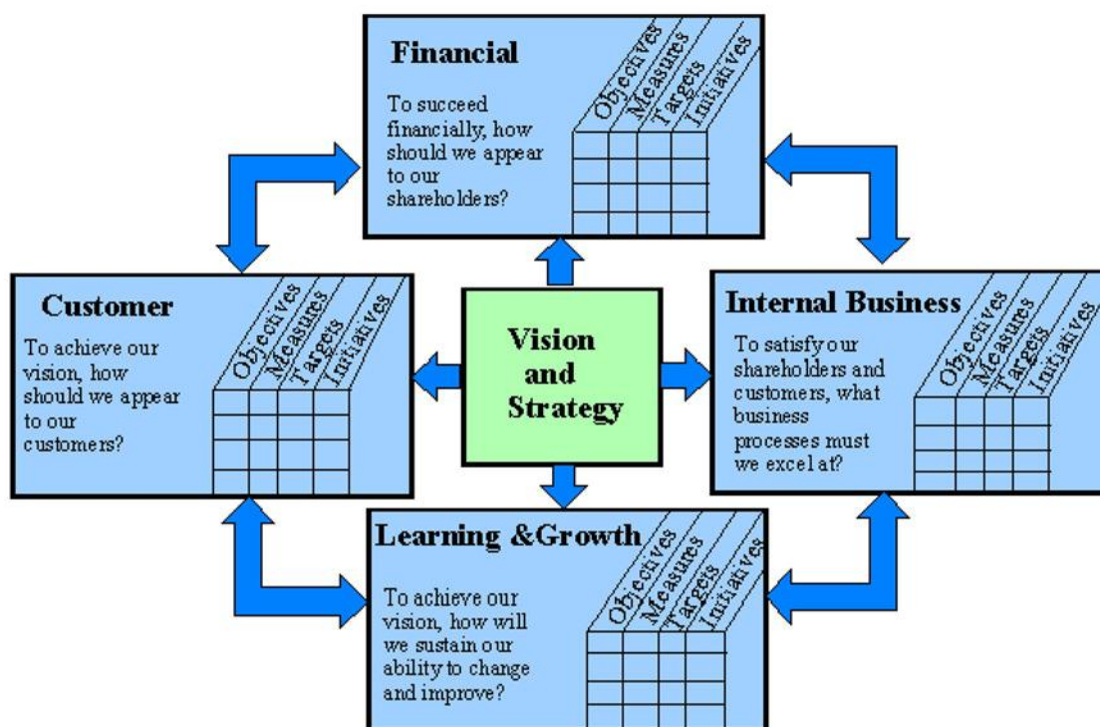 Financial
To succeed
financially, how
should we appear
to our
shareholders?
Objectives
Measures
Targets
Initiatives
Customer
To achieve our
vision, how
should we appear
to our
customers?
Objectives
Measures
Targets
Initiatives
Vision
and
Strategy
Internal Business
To satisfy our
shareholders and
customers, what
business
processes must
we excel at?
Objectives
Measures
Targets
Initiatives
Learning &Growth
To achieve our
vision, how will
we sustain our
ability to change
and improve?
Objectives
Measures
Targets
Initiatives